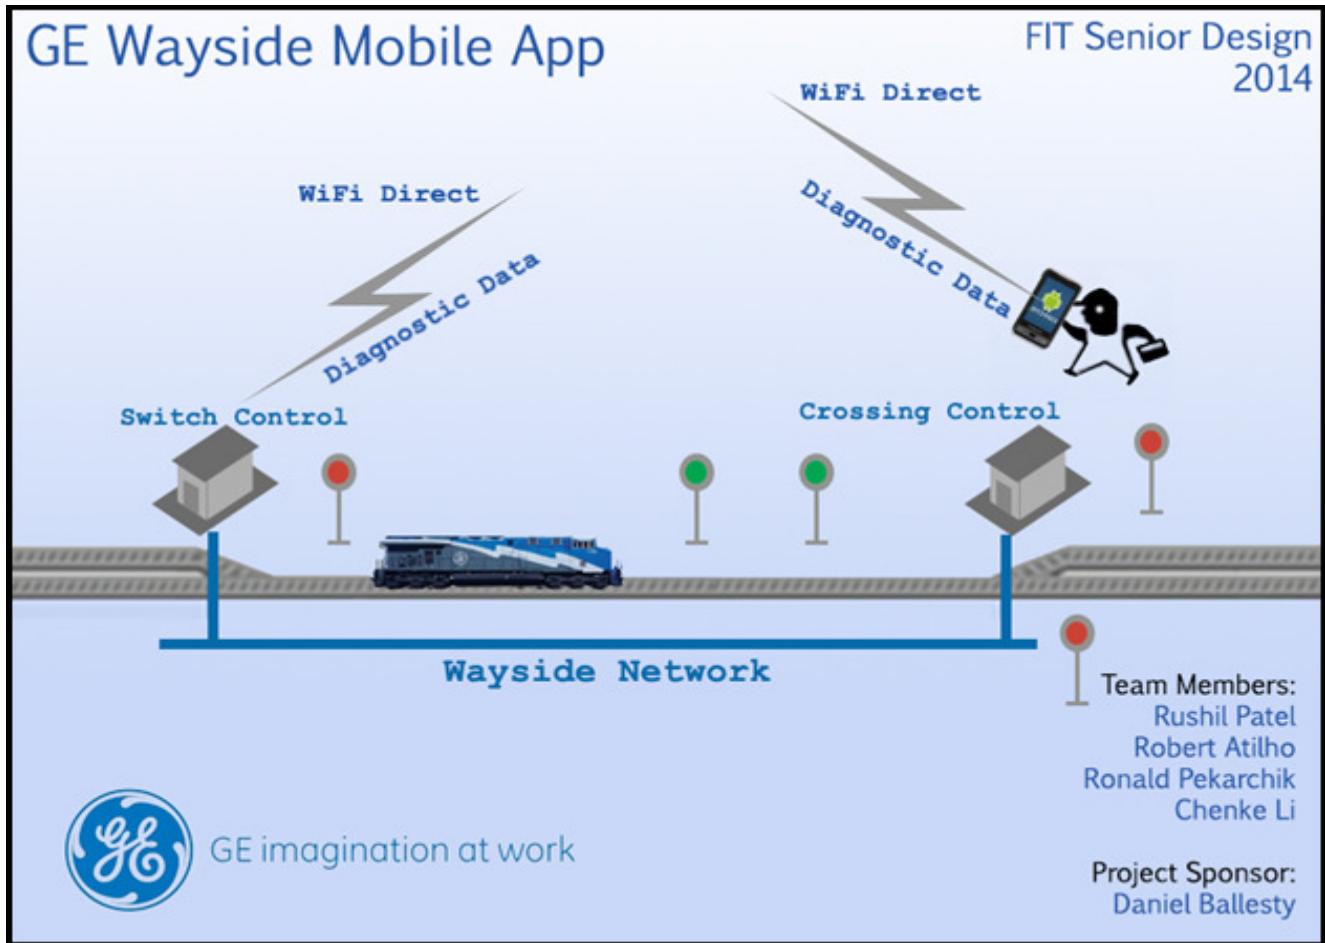 GE Wayside Mobile App
FIT Senior Design
2014
WiFi Direct
Diagnostic Data
WiFi Direct
Diagnostic Data
Switch Control
Crossing Control
Wayside Network
Team Members:
Rushil Patel
Robert Atilho
Ronald Pekarchik
Chenke Li
Project Sponsor:
Daniel Ballesty
GE
GE imagination at work